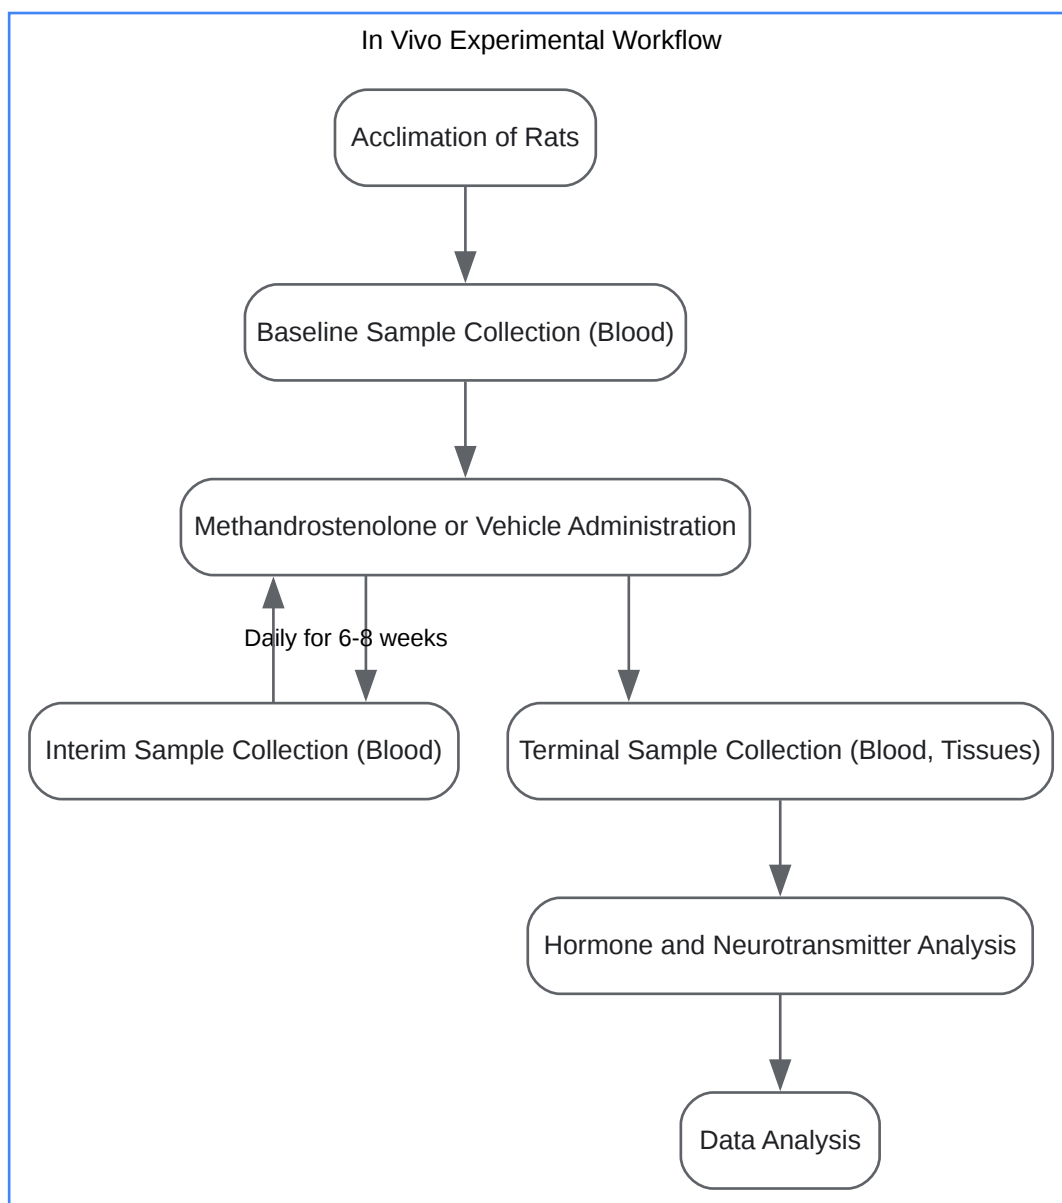 In Vivo Experimental Workflow
Acclimation of Rats
Baseline Sample Collection (Blood)
Methandrostenolone or Vehicle Administration
Daily for 6-8 weeks
Interim Sample Collection (Blood)
Terminal Sample Collection (Blood, Tissues)
Hormone and Neurotransmitter Analysis
Data Analysis